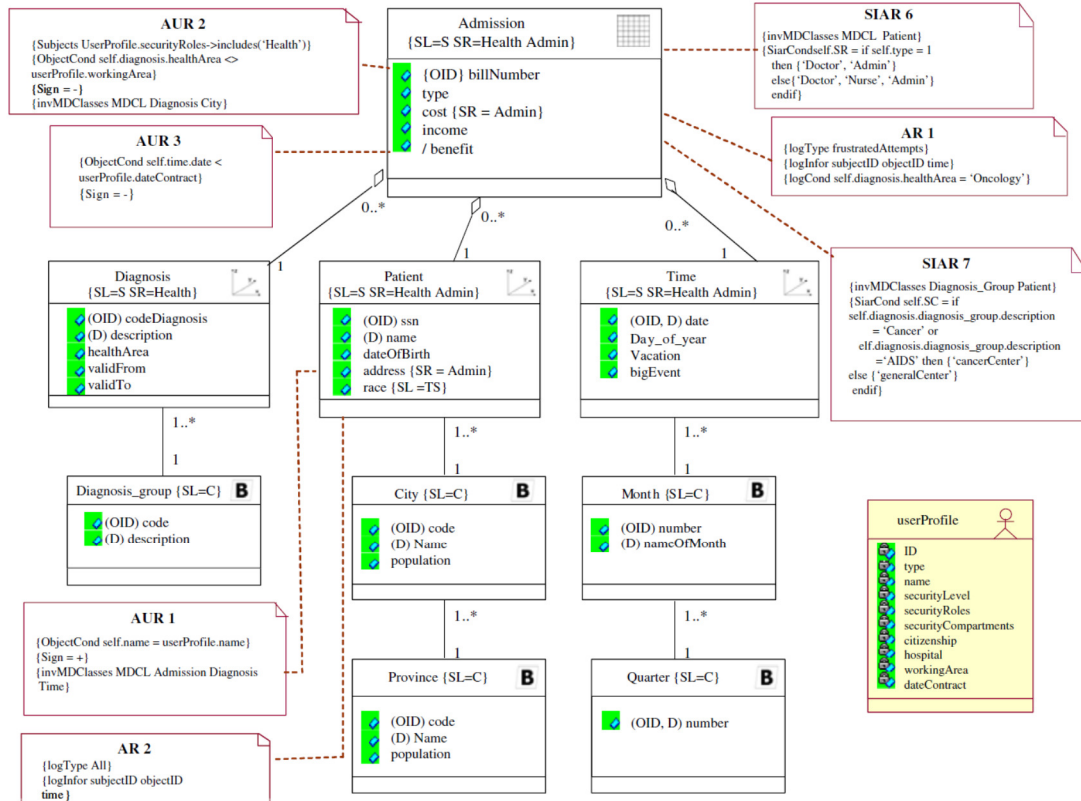 AUR 2
{Subjects UserProfile.securityRoles->includes(‘Health’)}
{ObjectCond self.diagnosis.healthArea <>
userProfile.workingArea}
{Sign = -}
{invMDClasses MDCL Diagnosis City}
Admission
{SL=S SR=Health Admin}
{OID} billNumber
type
cost {SR = Admin}
income
/ benefit
SIAR 6
{invMDClasses MDCL Patient}
{SiarCondself.SR = if self.type = 1
then {‘Doctor’, ‘Admin’}
else{‘Doctor’, ‘Nurse’, ‘Admin’}
endif}
AUR 3
{ObjectCond self.time.date <
userProfile.dateContract}
{Sign = -}
AR 1
{logType frustratedAttempts}
{logInfor subjectID objectID time}
{logCond self.diagnosis.healthArea = ‘Oncology’}
0..*
0..*
0..*
1
1
1
Diagnosis
{SL=S SR=Health}
(OID) codeDiagnosis
(D) description
healthArea
validFrom
validTo
Patient
{SL=S SR=Health Admin}
(OID) ssn
(D) name
dateOfBirth
address {SR = Admin}
race {SL =TS}
Time
{SL=S SR=Health Admin}
(OID, D) date
Day_of_year
Vacation
bigEvent
SIAR 7
{invMDClasses Diagnosis_Group Patient}
{SiarCond self.SC = if
self.diagnosis.diagnosis_group.description
= ‘Cancer’ or
elf.diagnosis.diagnosis_group.description
=‘AIDS’ then {‘cancerCenter’}
else {‘generalCenter’}
endif}
1..*
1..*
1..*
1
1
1
Diagnosis_group {SL=C} B
(OID) code
(D) description
City {SL=C} B
(OID) code
(D) Name
population
Month {SL=C} B
(OID) number
(D) nameOfMonth
userProfile
ID
type
name
securityLevel
securityRoles
securityCompartments
citizenship
hospital
workingArea
dateContract
AUR 1
{ObjectCond self.name = userProfile.name}
{Sign = +}
{invMDClasses MDCL Admission Diagnosis
Time}
1..*
1..*
1
1
Province {SL=C} B
(OID) code
(D) Name
population
Quarter {SL=C} B
(OID, D) number
AR 2
{logType All}
{logInfor subjectID objectID
time}